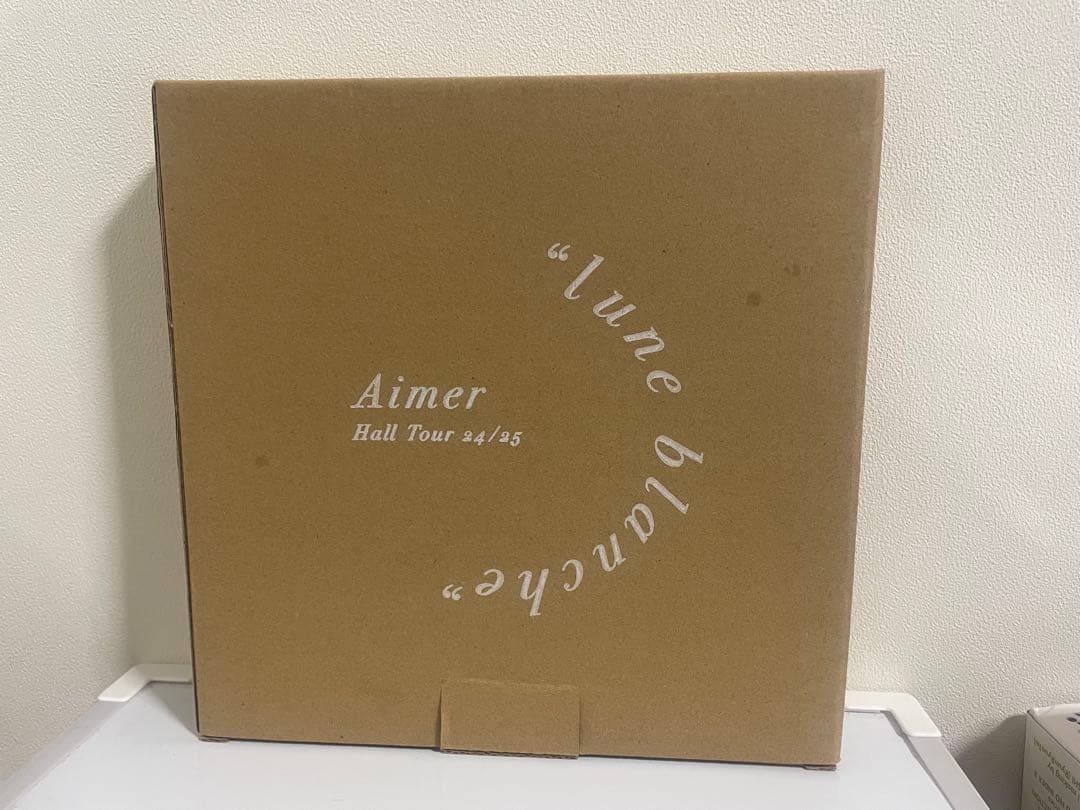 Aimer
Hall Tour 24/25
“lune blanche”